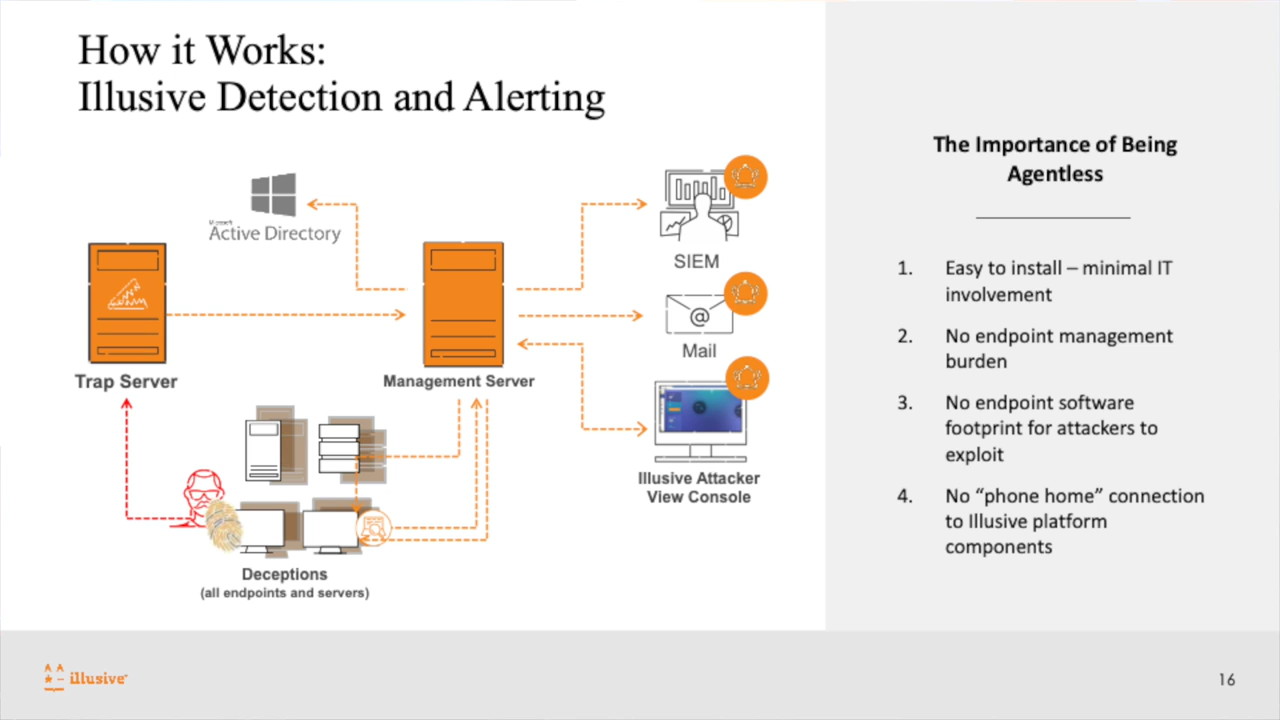 How it Works:
Illusive Detection and Alerting
Microsoft
Active Directory
Trap Server
Management Server
SIEM
@
Mail
Illusive Attacker
View Console
Deceptions
(all endpoints and servers)
The Importance of Being
Agentless
1. Easy to install – minimal IT
involvement
2. No endpoint management
burden
3. No endpoint software
footprint for attackers to
exploit
4. No “phone home” connection
to Illusive platform
components
illusive
16